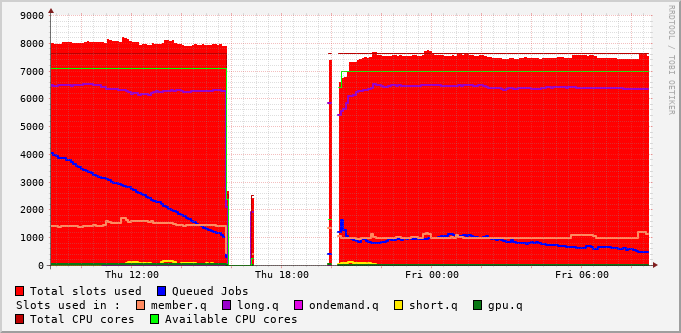 9000
8000
7000
6000
5000
4000
3000
2000
1000
0
Thu 12:00 Thu 18:00 Fri 00:00 Fri 06:00
RRDTOOL / TOBI OETIKER
Total slots used Queued Jobs
Slots used in : member.q long.q ondemand.q short.q gpu.q
Total CPU cores Available CPU cores